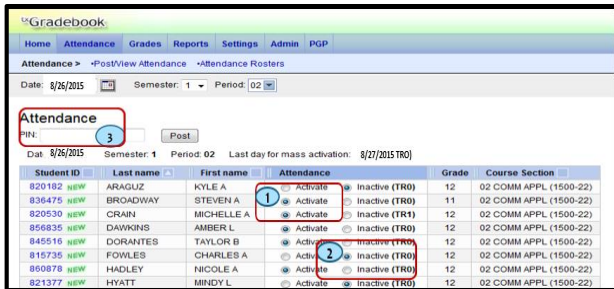 txGradebook
Home Attendance Grades Reports Settings Admin PGP
Attendance > •Post/View Attendance •Attendance Rosters
Date: 8/26/2015 Semester: 1 Period: 02
Attendance
PIN: 3 Post
Dat 8/26/2015 Semester: 1 Period: 02 Last day for mass activation: 8/27/2015 TRO)
Student ID Last name First name Attendance Grade Course Section
820182 NEW ARAGUZ KYLE A Activate Inactive (TR0) 12 02 COMM APPL (1500-22)
836475 NEW BROADWAY STEVEN A 1 Activate Inactive (TR0) 11 02 COMM APPL (1500-22)
820530 NEW CRAIN MICHELLE A Activate Inactive (TR1) 12 02 COMM APPL (1500-22)
856835 NEW DAWKINS AMBER L Activate Inactive (TR0) 12 02 COMM APPL (1500-22)
845516 NEW DORANTES TAYLOR B Activate Inactive (TR0) 12 02 COMM APPL (1500-22)
815735 NEW FOWLES CHARLES A Activate 2 Inactive (TR0) 12 02 COMM APPL (1500-22)
860878 NEW HADLEY NICOLE A Activate Inactive (TR0) 12 02 COMM APPL (1500-22)
821377 NEW HYATT MINDY L Activate Inactive (TR0) 12 02 COMM APPL (1500-22)